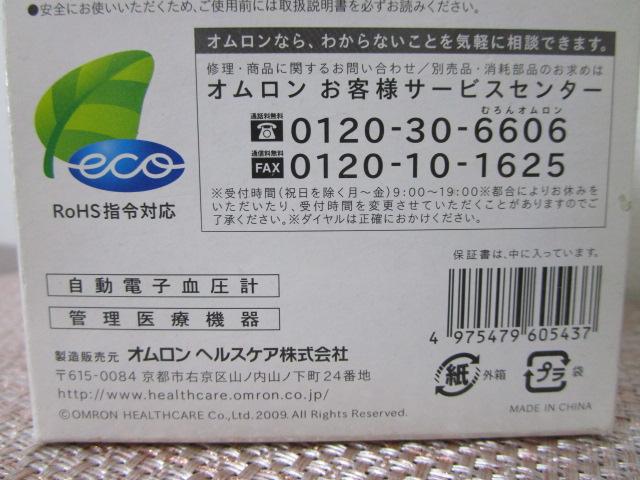 ●安全にお使いいただくため、ご使用前には取扱説明書を必ずお読みください。
オムロンなら、わからないことを気軽に相談できます。
修理・商品に関するお問い合わせ／別売品・消耗部品のお求めは
オムロン お客様サービスセンター
むろんオムロン
通話料無料
0120-30-6606
通信料無料
FAX 0120-10-1625
※受付時間(祝日を除く月～金)9:00～19:00※都合によりお休みを
いただいたり、受付時間を変更させていただくことがありますのでご
了承ください。※ダイヤルは正確におかけください。
eco
RoHS指令対応
保証書は、中に入っています。
自動電子血圧計
管理医療機器
4 975479 605437
製造販売元 オムロン ヘルスケア株式会社
〒615-0084 京都市右京区山ノ内山ノ下町24番地
http://www.healthcare.omron.co.jp/
©OMRON HEALTHCARE Co.,Ltd. 2009. All Rights Reserved.
紙 外箱
プラ 袋
MADE IN CHINA